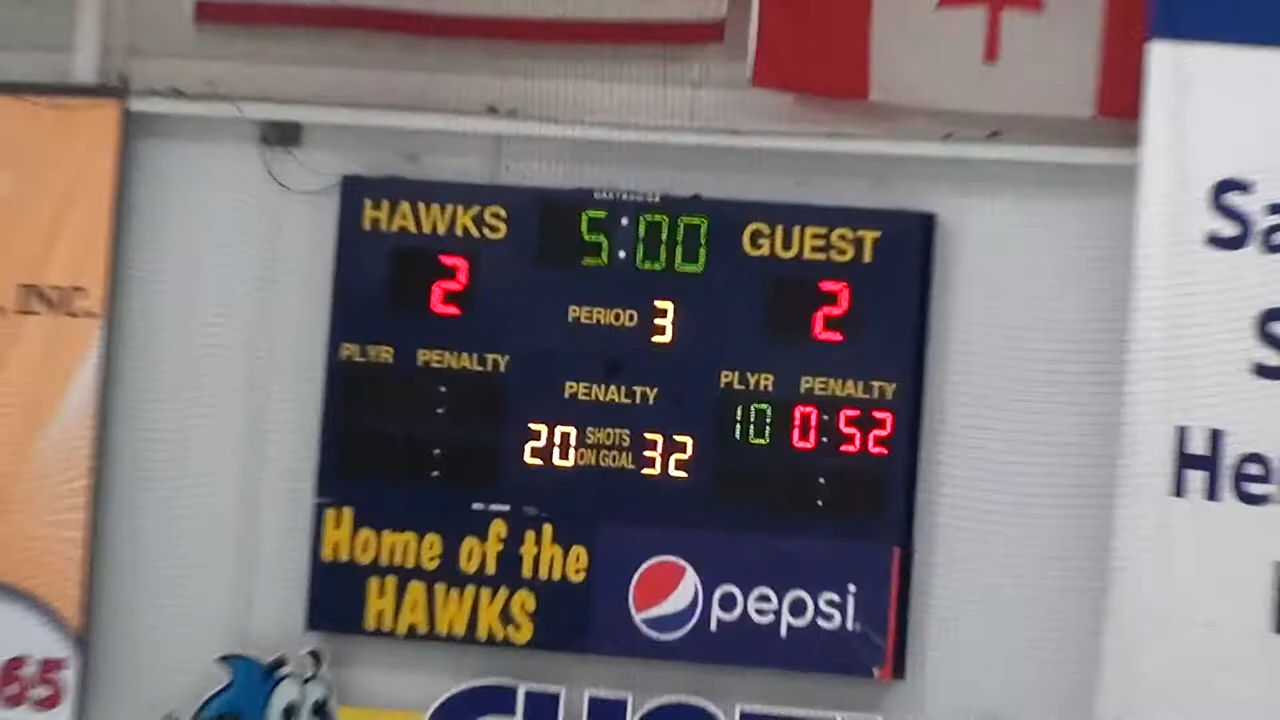 HAWKS 5:00 GUEST
2 2
PERIOD 3
PLYR PENALTY
PENALTY
PLYR PENALTY
10 0:52
20 SHOTS ON GOAL 32
Home of the
HAWKS
pepsi
, INC.
65
Sa
S
He